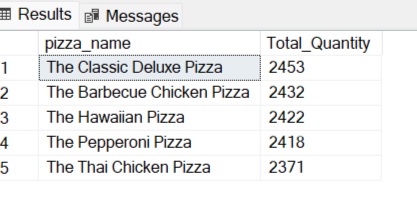 Results Messages
pizza_name Total_Quantity
1 The Classic Deluxe Pizza 2453
2 The Barbecue Chicken Pizza 2432
3 The Hawaiian Pizza 2422
4 The Pepperoni Pizza 2418
5 The Thai Chicken Pizza 2371